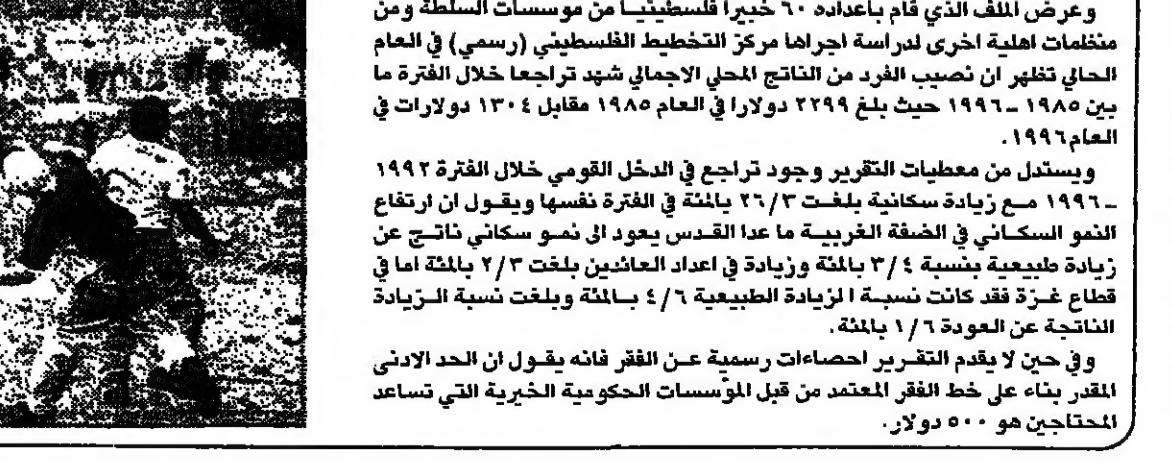 وعرض الملف الذي قام باعداده ٦٠ خبيرا فلسطينيا من موسسات السلطة ومن
منظمات اهلية اخرى لدراسة اجراها مركز التخطيط الفلسطيني (رسمي) في العام
الحالي تظهر ان نصيب الفرد من الناتج المحلي الاجمالي شهد تراجعا خلال الفترة ما
بين ١٩٨٥ ـ ١٩٩٦ حيث بلغ ٢٢٩٩ دولارا في العام ١٩٨٥ مقابل ١٣٠٤ دولارات في
العام ١٩٩٦.
ويستدل من معطيات التقرير وجود تراجع في الدخل القومي خلال الفترة ١٩٩٢
ـ ١٩٩٦ مع زيادة سكانية بلغت ٢٦/٣ بالمئة في الفترة نفسها ويقول ان ارتفاع
النمو السكاني في الضفة الغربية ما عدا القدس يعود الى نمو سكاني ناتج عن
زيادة طبيعية بنسبة ٣/٤ بالمئة وزيادة في اعداد العائدين بلغت ٢/٣ بالمئة اما في
قطاع غزة فقد كانت نسبة الزيادة الطبيعية ٤/٦ بالمئة وبلغت نسبة الزيادة
الناتجة عن العودة ١/٦ بالمئة.
وفي حين لا يقدم التقرير احصاءات رسمية عن الفقر فانه يقول ان الحد الادنى
المقدر بناء على خط الفقر المعتمد من قبل المؤسسات الحكومية الخيرية التي تساعد
المحتاجين هو ٥٠٠ دولار.